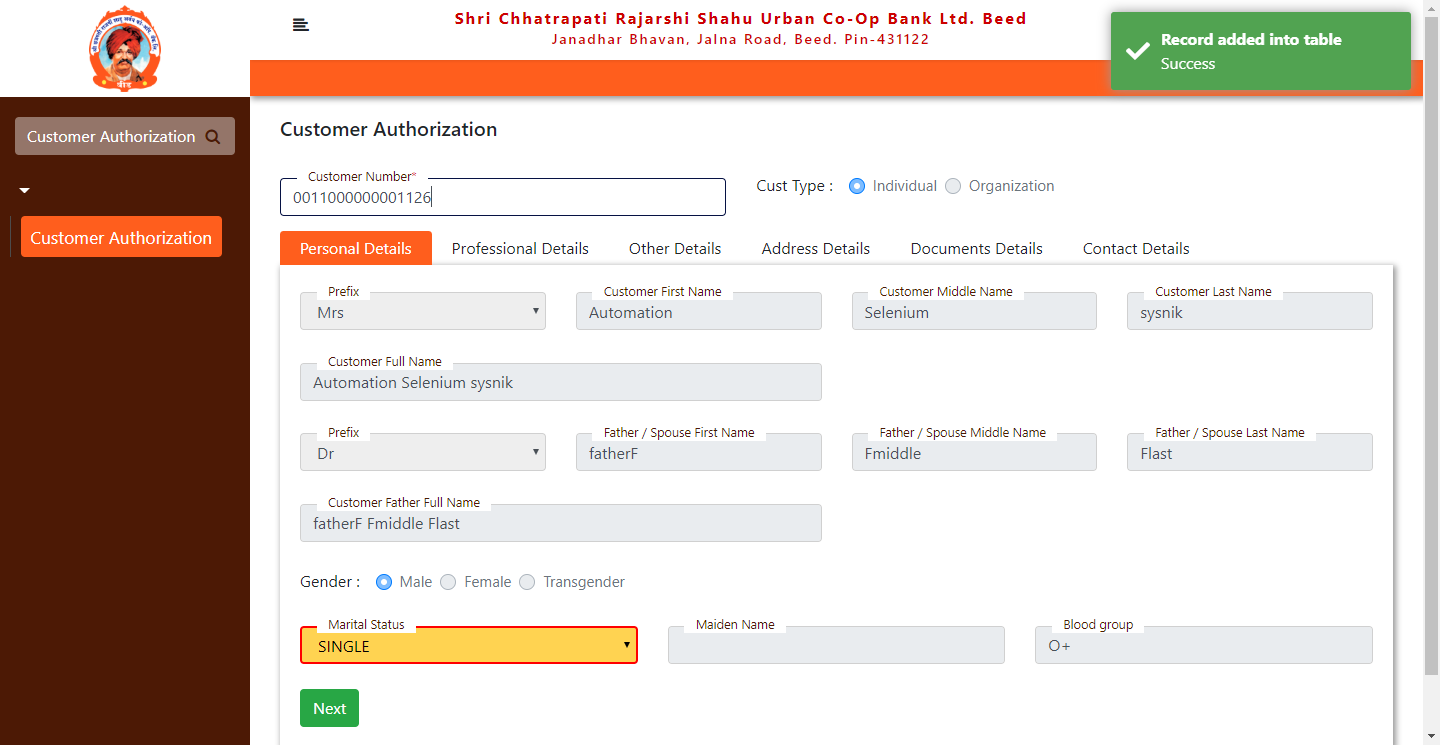 Shri Chhatrapati Rajarshi Shahu Urban Co-Op Bank Ltd. Beed
Janadhar Bhavan, Jalna Road, Beed. Pin-431122
Record added into table
Success
Customer Authorization
Customer Authorization
Customer Authorization
Customer Number*
0011000000001126
Cust Type : Individual Organization
Personal Details Professional Details Other Details Address Details Documents Details Contact Details
Prefix Customer First Name Customer Middle Name Customer Last Name
Mrs Automation Selenium sysnik
Customer Full Name
Automation Selenium sysnik
Prefix Father / Spouse First Name Father / Spouse Middle Name Father / Spouse Last Name
Dr fatherF Fmiddle Flast
Customer Father Full Name
fatherF Fmiddle Flast
Gender : Male Female Transgender
Marital Status Maiden Name Blood group
SINGLE O+
Next